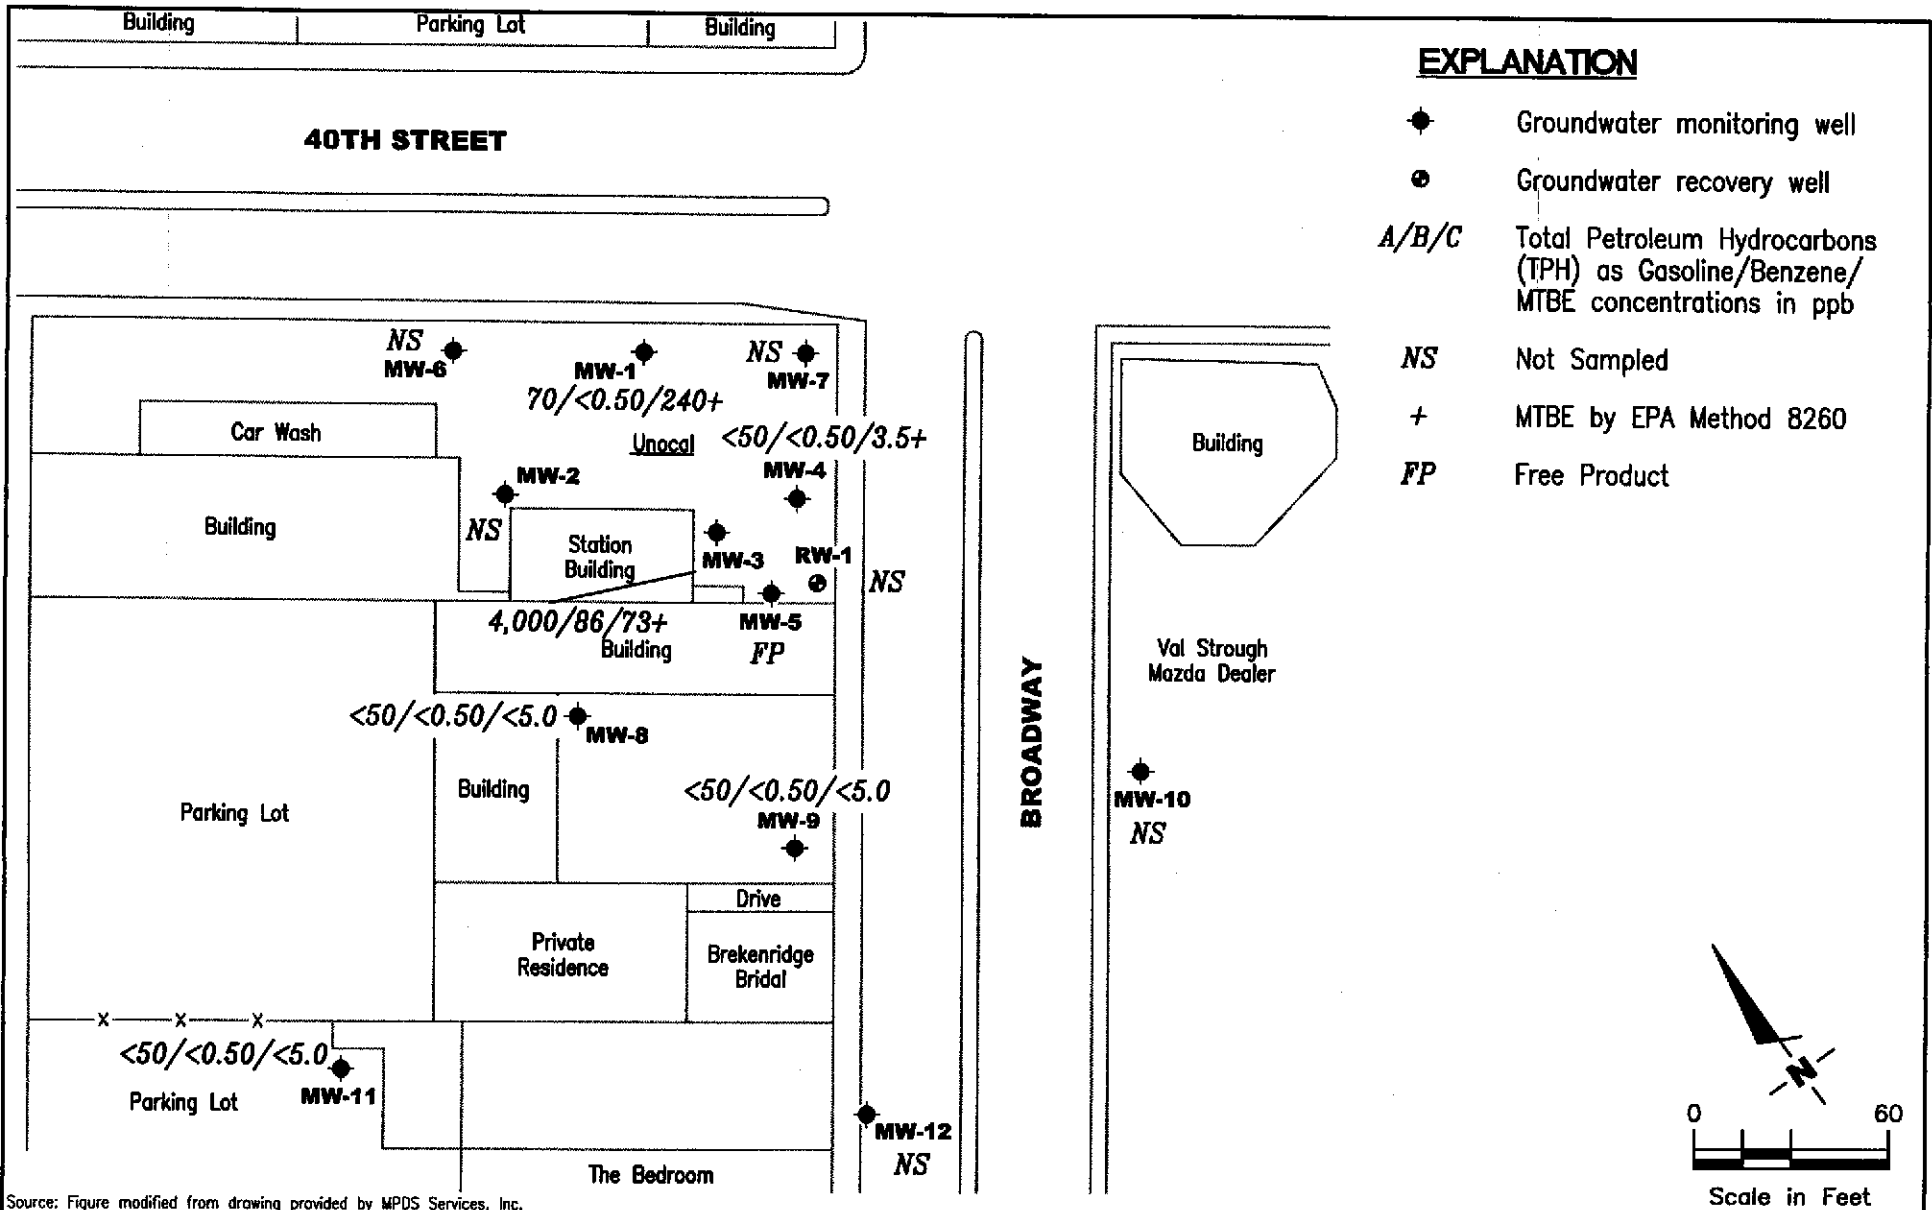 Building
Parking Lot
Building
EXPLANATION
Groundwater monitoring well
Groundwater recovery well
A/B/C
Total Petroleum Hydrocarbons
(TPH) as Gasoline/Benzene/
MTBE concentrations in ppb
NS
Not Sampled
+
MTBE by EPA Method 8260
FP
Free Product
40TH STREET
NS
MW-6
MW-1
70/<0.50/240+
NS
MW-7
Car Wash
Unocal
<50/<0.50/3.5+
MW-4
Building
MW-2
NS
Building
Station
Building
MW-3
RW-1
NS
4,000/86/73+
MW-5
FP
Building
Val Strough
Mazda Dealer
BROADWAY
<50/<0.50/<5.0
MW-8
Building
<50/<0.50/<5.0
MW-9
MW-10
NS
Parking Lot
Drive
Private
Residence
Brekenridge
Bridal
x x x
<50/<0.50/<5.0
MW-11
Parking Lot
MW-12
NS
The Bedroom
N
0 60
Scale in Feet
Source: Figure modified from drawing provided by MPDS Services, Inc.